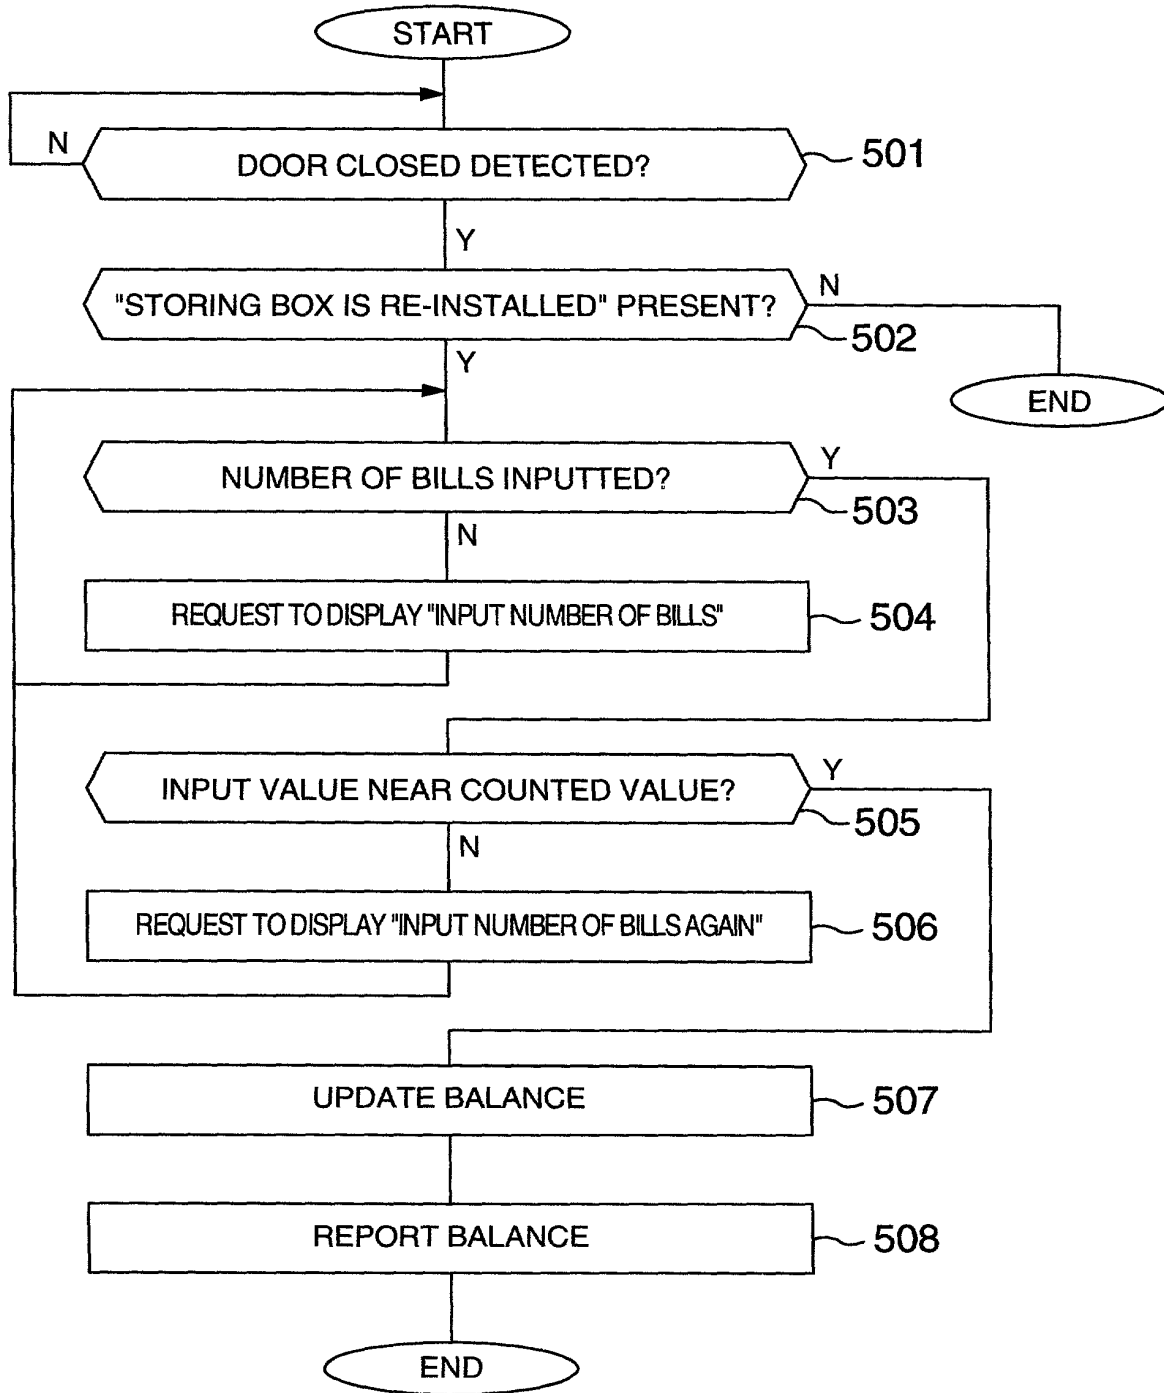 START
N
DOOR CLOSED DETECTED?
501
Y
"STORING BOX IS RE-INSTALLED" PRESENT?
N
502
Y
END
NUMBER OF BILLS INPUTTED?
Y
503
N
REQUEST TO DISPLAY "INPUT NUMBER OF BILLS"
504
INPUT VALUE NEAR COUNTED VALUE?
Y
505
N
REQUEST TO DISPLAY "INPUT NUMBER OF BILLS AGAIN"
506
UPDATE BALANCE
507
REPORT BALANCE
508
END